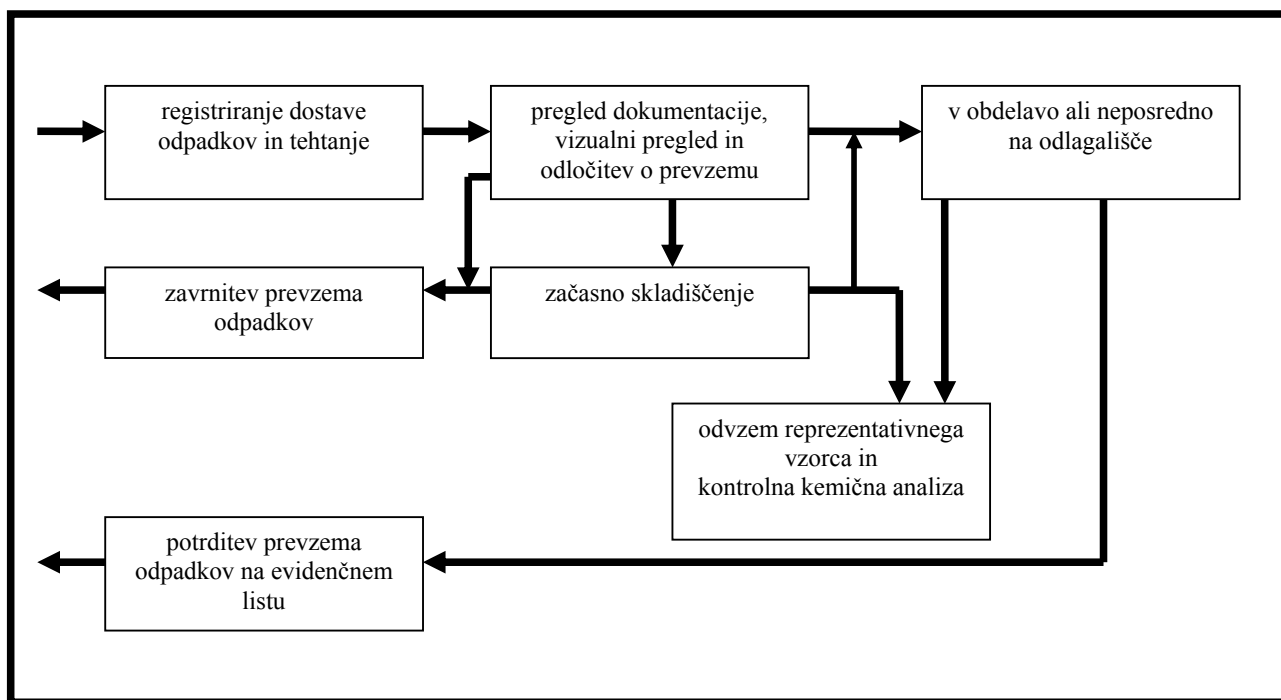 registriranje dostave
odpadkov in tehtanje
pregled dokumentacije,
vizualni pregled in
odločitev o prevzemu
v obdelavo ali neposredno
na odlagališče
zavrnitev prevzema
odpadkov
začasno skladiščenje
odvzem reprezentativnega
vzorca in
kontrolna kemična analiza
potrditev prevzema
odpadkov na evidenčnem
listu